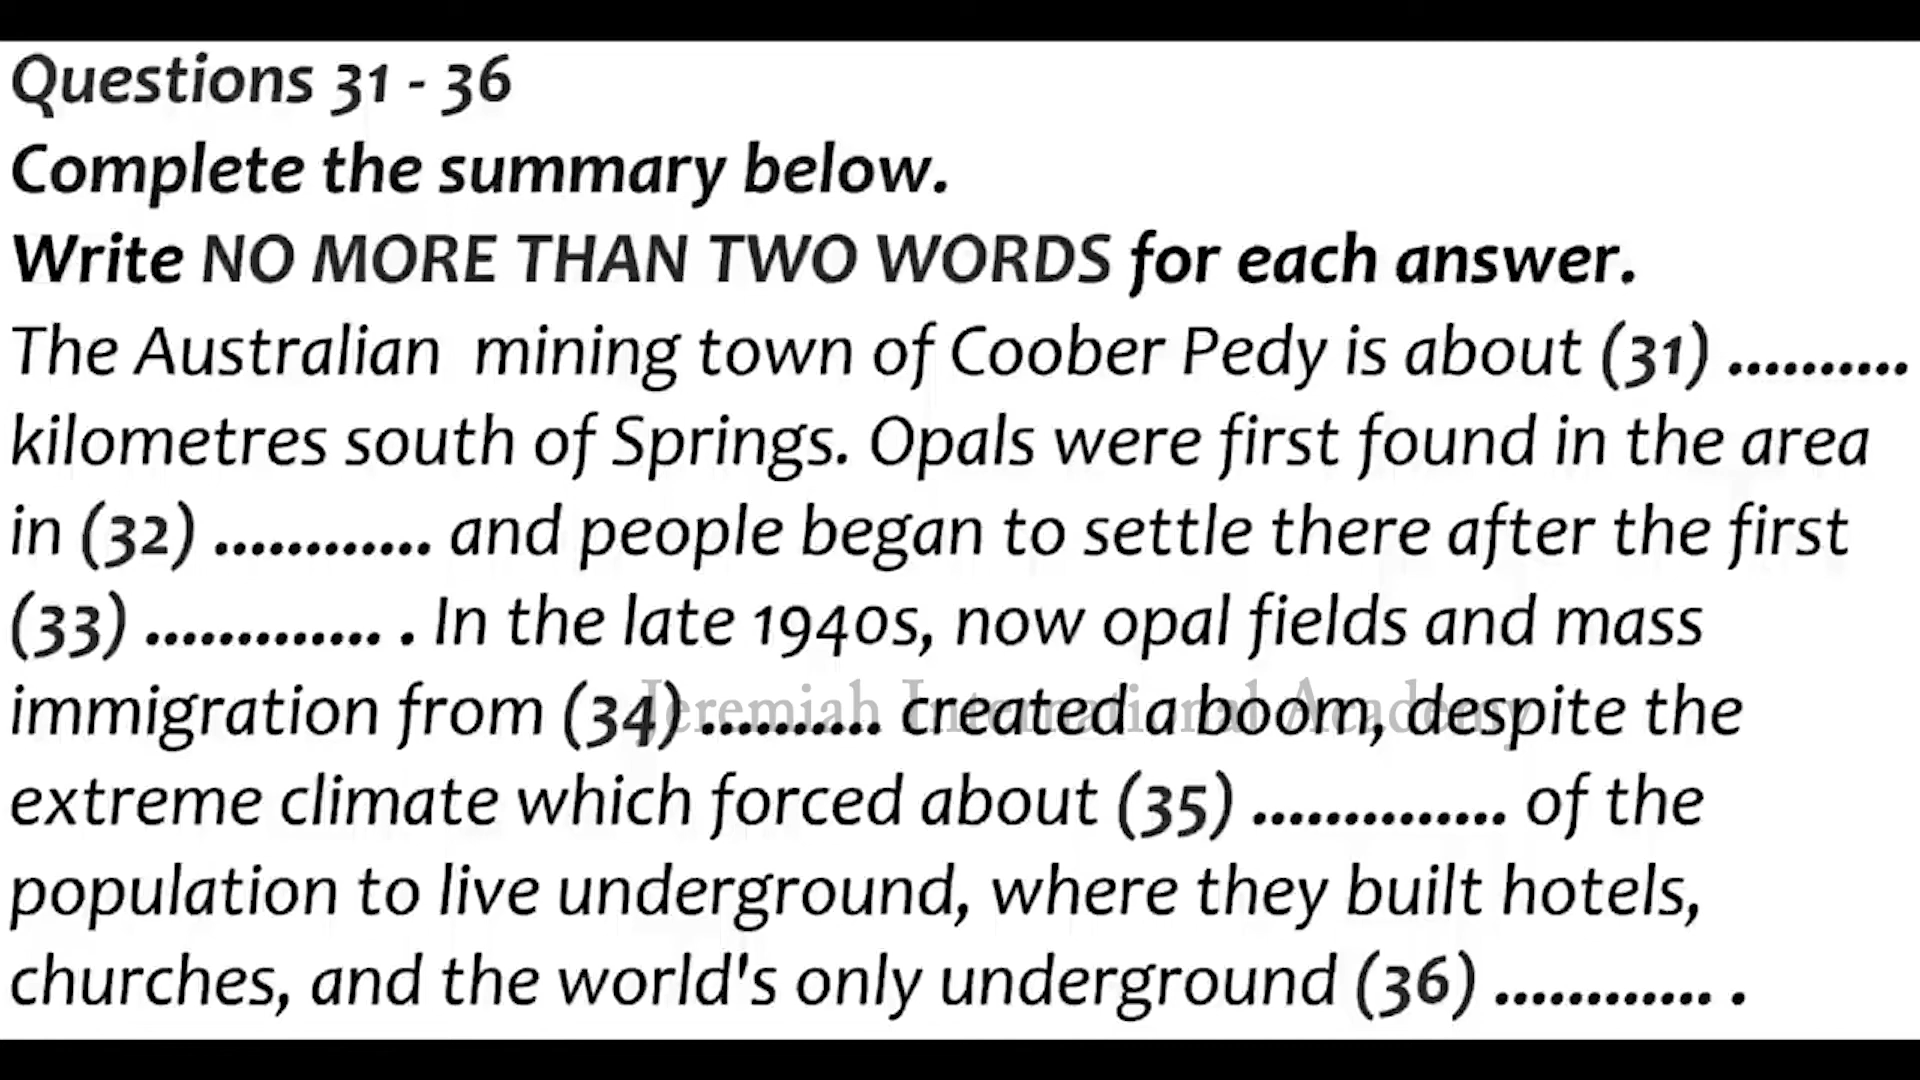 Questions 31 - 36
Complete the summary below.
Write NO MORE THAN TWO WORDS for each answer.
The Australian mining town of Coober Pedy is about (31) ..........
kilometres south of Springs. Opals were first found in the area
in (32) ............ and people began to settle there after the first
(33) ............. . In the late 1940s, now opal fields and mass
immigration from (34) .......... created a boom, despite the
Jeremiah International Academy
extreme climate which forced about (35) .............. of the
population to live underground, where they built hotels,
churches, and the world's only underground (36) ............ .